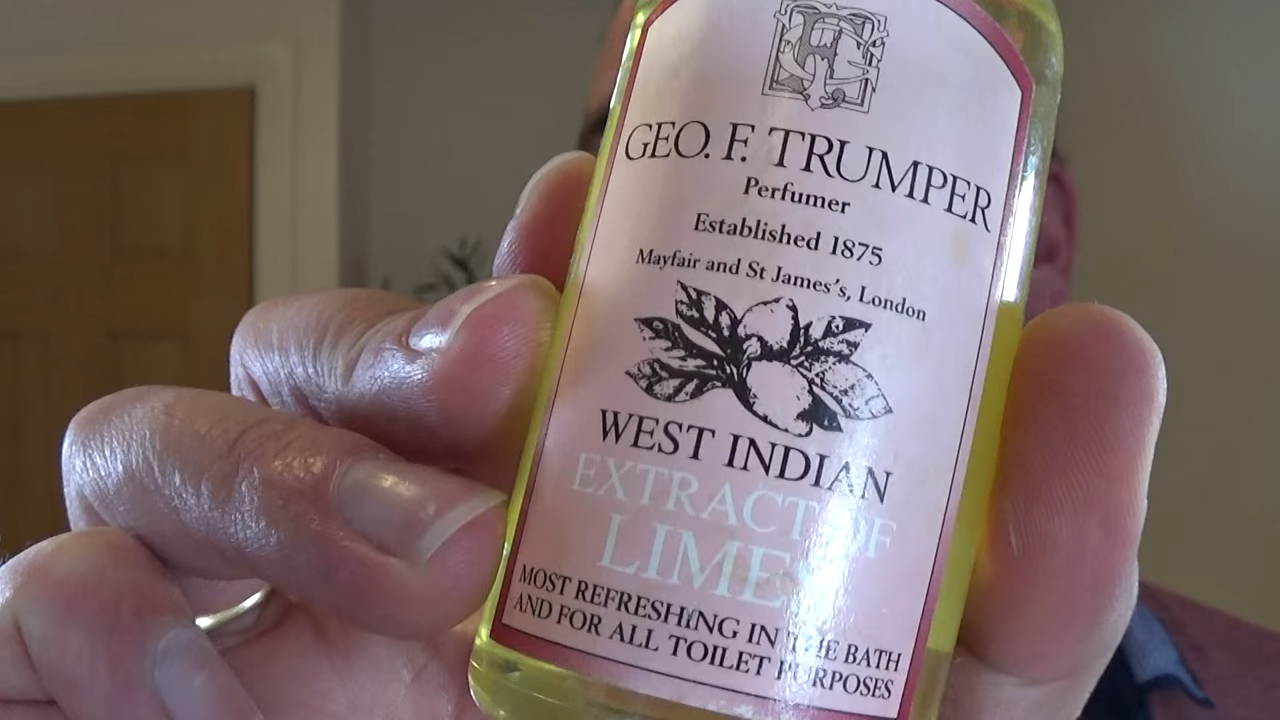 GEO. F. TRUMPER
Perfumer
Established 1875
Mayfair and St James's, London
WEST INDIAN
EXTRACT OF
LIMES
MOST REFRESHING IN THE BATH
AND FOR ALL TOILET PURPOSES